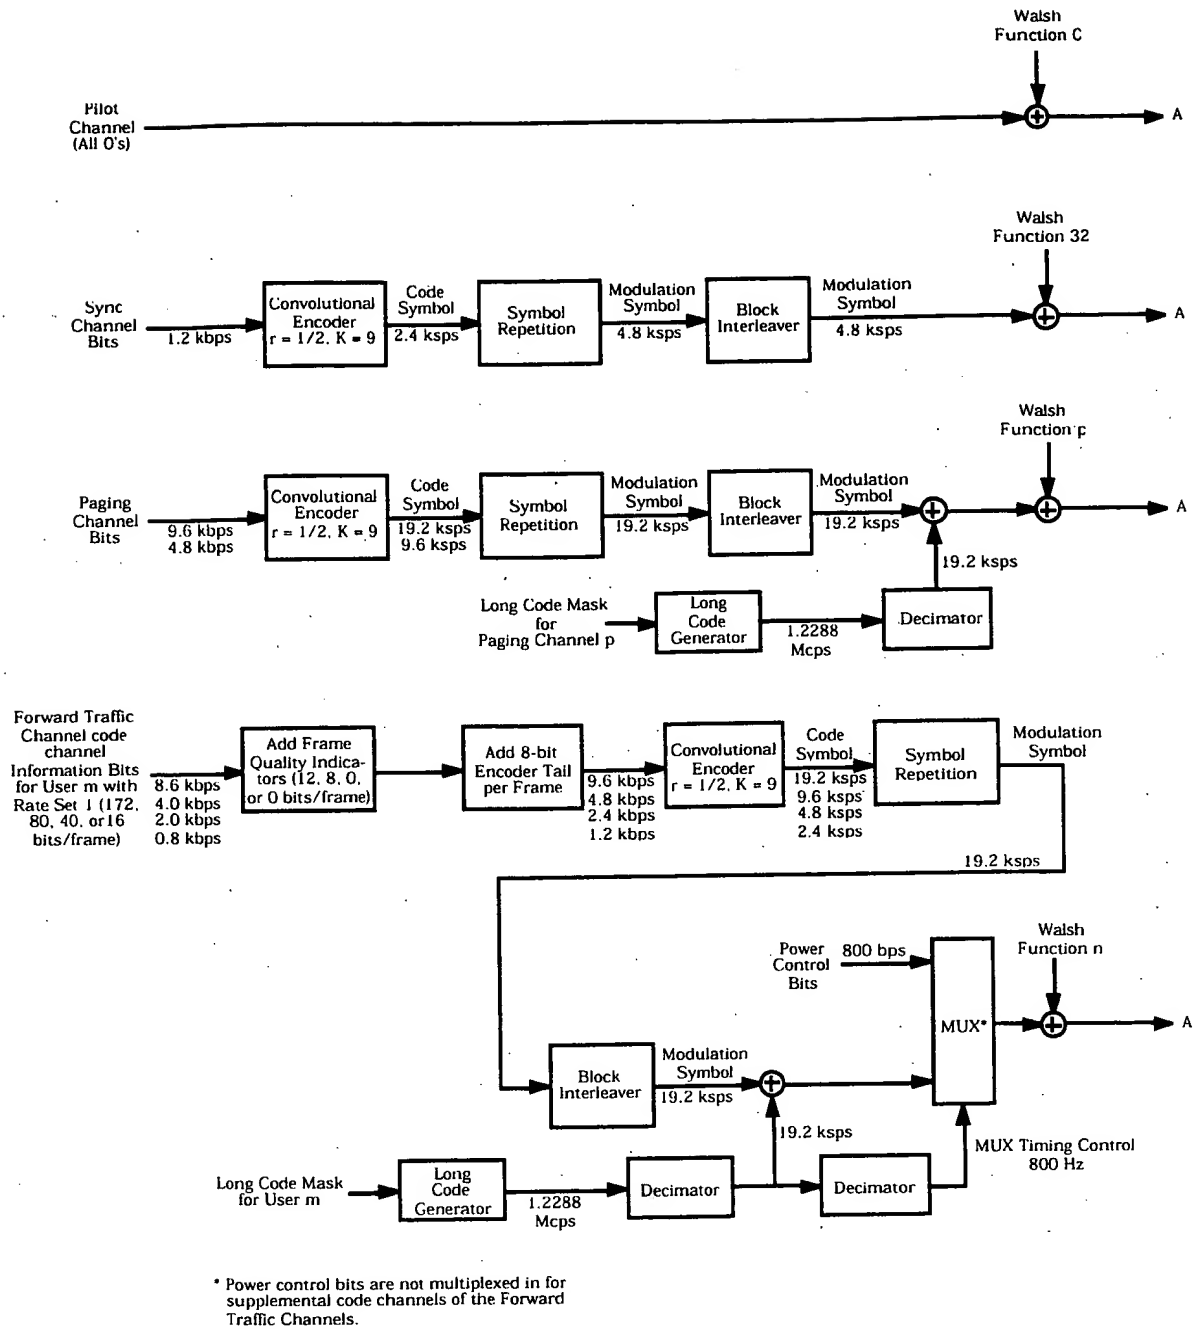 Walsh
Function C
Pilot
Channel
(All 0's)
A
Walsh
Function 32
Sync
Channel
Bits
1.2 kbps
Convolutional
Encoder
r = 1/2, K = 9
Code
Symbol
2.4 ksps
Symbol
Repetition
Modulation
Symbol
4.8 ksps
Block
Interleaver
Modulation
Symbol
4.8 ksps
A
Walsh
Function p
Paging
Channel
Bits
9.6 kbps
4.8 kbps
Convolutional
Encoder
r = 1/2, K = 9
Code
Symbol
19.2 ksps
9.6 ksps
Symbol
Repetition
Modulation
Symbol
19.2 ksps
Block
Interleaver
Modulation
Symbol
19.2 ksps
A
19.2 ksps
Long Code Mask
for
Paging Channel p
Long
Code
Generator
1.2288
Mcps
Decimator
Forward Traffic
Channel code
channel
Information Bits
for User m with
Rate Set 1 (172,
80, 40, or16
bits/frame)
8.6 kbps
4.0 kbps
2.0 kbps
0.8 kbps
Add Frame
Quality Indica-
tors (12, 8, 0,
or 0 bits/frame)
Add 8-bit
Encoder Tail
per Frame
9.6 kbps
4.8 kbps
2.4 kbps
1.2 kbps
Convolutional
Encoder
r = 1/2, K = 9
Code
Symbol
19.2 ksps
9.6 ksps
4.8 ksps
2.4 ksps
Symbol
Repetition
Modulation
Symbol
19.2 ksps
Power
Control
Bits
800 bps
MUX*
Walsh
Function n
A
Block
Interleaver
Modulation
Symbol
19.2 ksps
19.2 ksps
MUX Timing Control
800 Hz
Long Code Mask
for User m
Long
Code
Generator
1.2288
Mcps
Decimator
Decimator
* Power control bits are not multiplexed in for
supplemental code channels of the Forward
Traffic Channels.